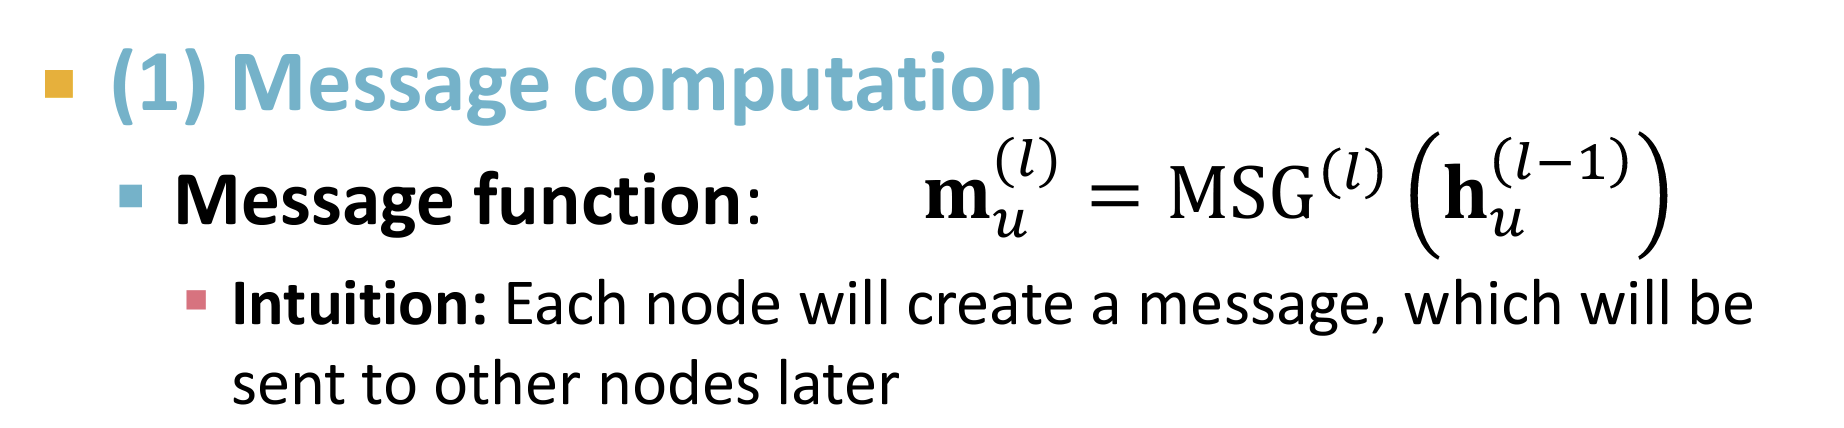 (1) Message computation
Message function: $\mathbf{m}_u^{(l)} = \text{MSG}^{(l)}\left(\mathbf{h}_u^{(l-1)}\right)$
Intuition: Each node will create a message, which will be
sent to other nodes later